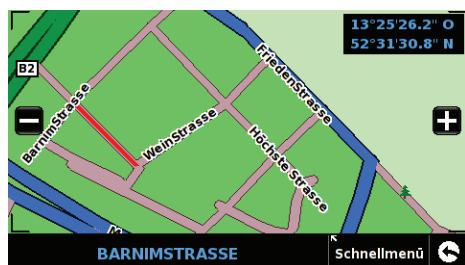 13°25'26.2" O
52°31'30.8" N
B2
FriedenStrasse
BarnimStrasse
WeinStrasse
Höchste Strasse
BARNIMSTRASSE
Schnellmenü